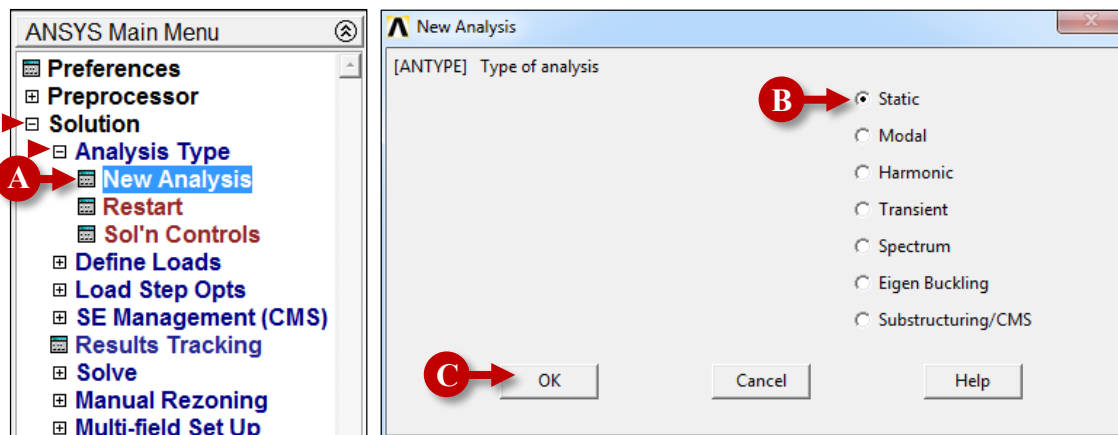 ANSYS Main Menu
Preferences
Preprocessor
Solution
Analysis Type
A
New Analysis
Restart
Sol'n Controls
Define Loads
Load Step Opts
SE Management (CMS)
Results Tracking
Solve
Manual Rezoning
Multi-field Set Up
New Analysis
[ANTYPE] Type of analysis
B
Static
Modal
Harmonic
Transient
Spectrum
Eigen Buckling
Substructuring/CMS
C
OK
Cancel
Help